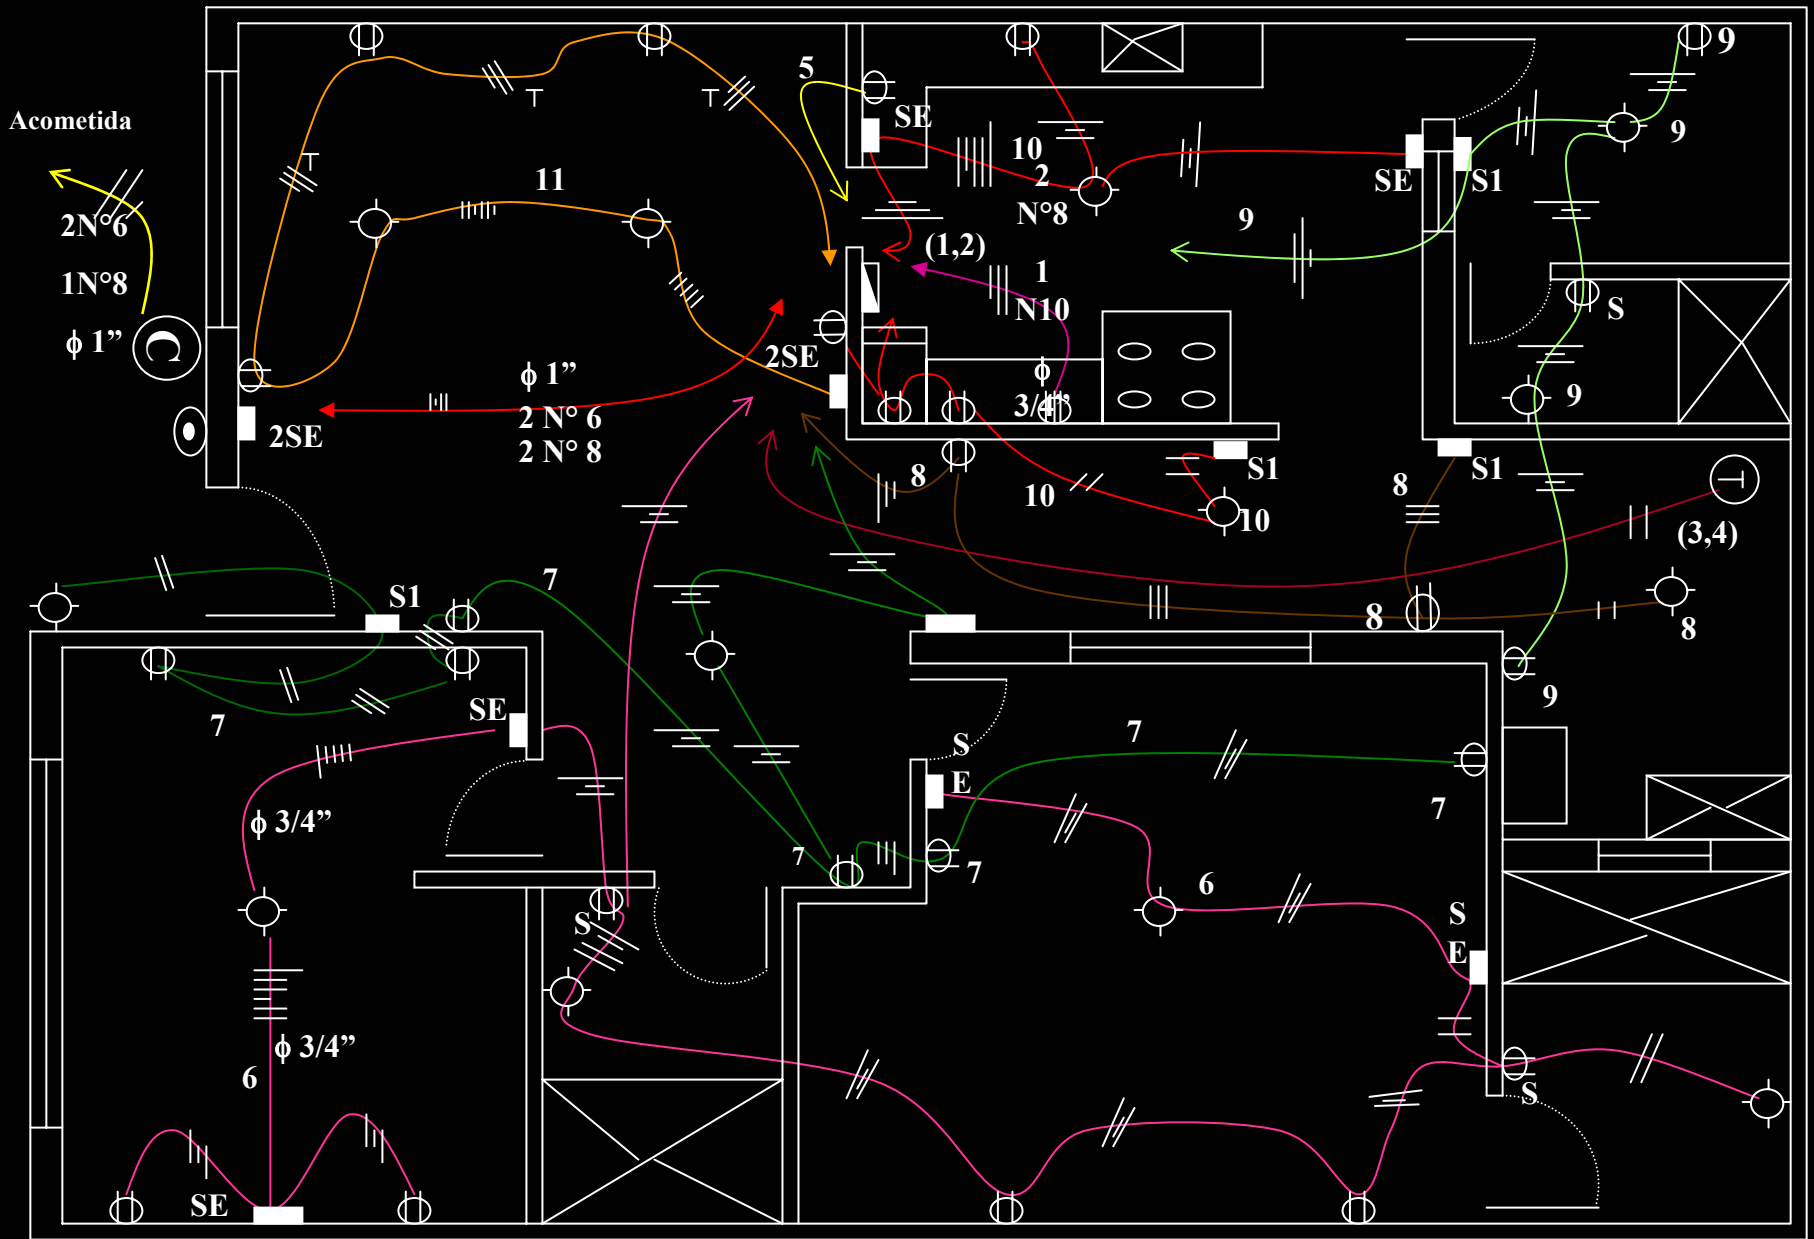 9
5
9
SE
Acometida
T
T
10
T
2
11
SE
S1
N°8
2N°6
9
(1,2)
1
1N°8
N10
S
ϕ 1”
C
2SE
ϕ 1”
ϕ
9
3/4”
2 N° 6
2SE
2 N° 8
S1
S1
8
8
10
T
10
(3,4)
7
S1
8
8
9
7
SE
7
S
E
7
ϕ 3/4”
7
7
6
S
S
E
ϕ 3/4”
6
S
SE